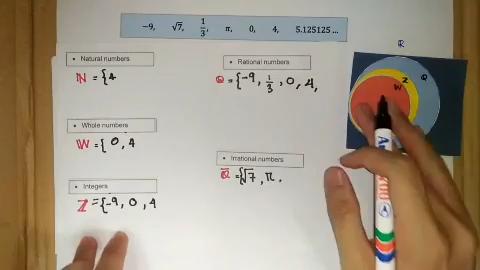 -9, √7, 1/3, π, 0, 4, 5.125125...
Natural numbers
ℕ = {4
Whole numbers
𝕎 = { 0, 4
Integers
ℤ = {-9, 0, 4
Rational numbers
ℚ = {-9, 1/3, 0, 4,
Irrational numbers
ℚ̅ = {√7, π.
ℝ
Q
Z
W